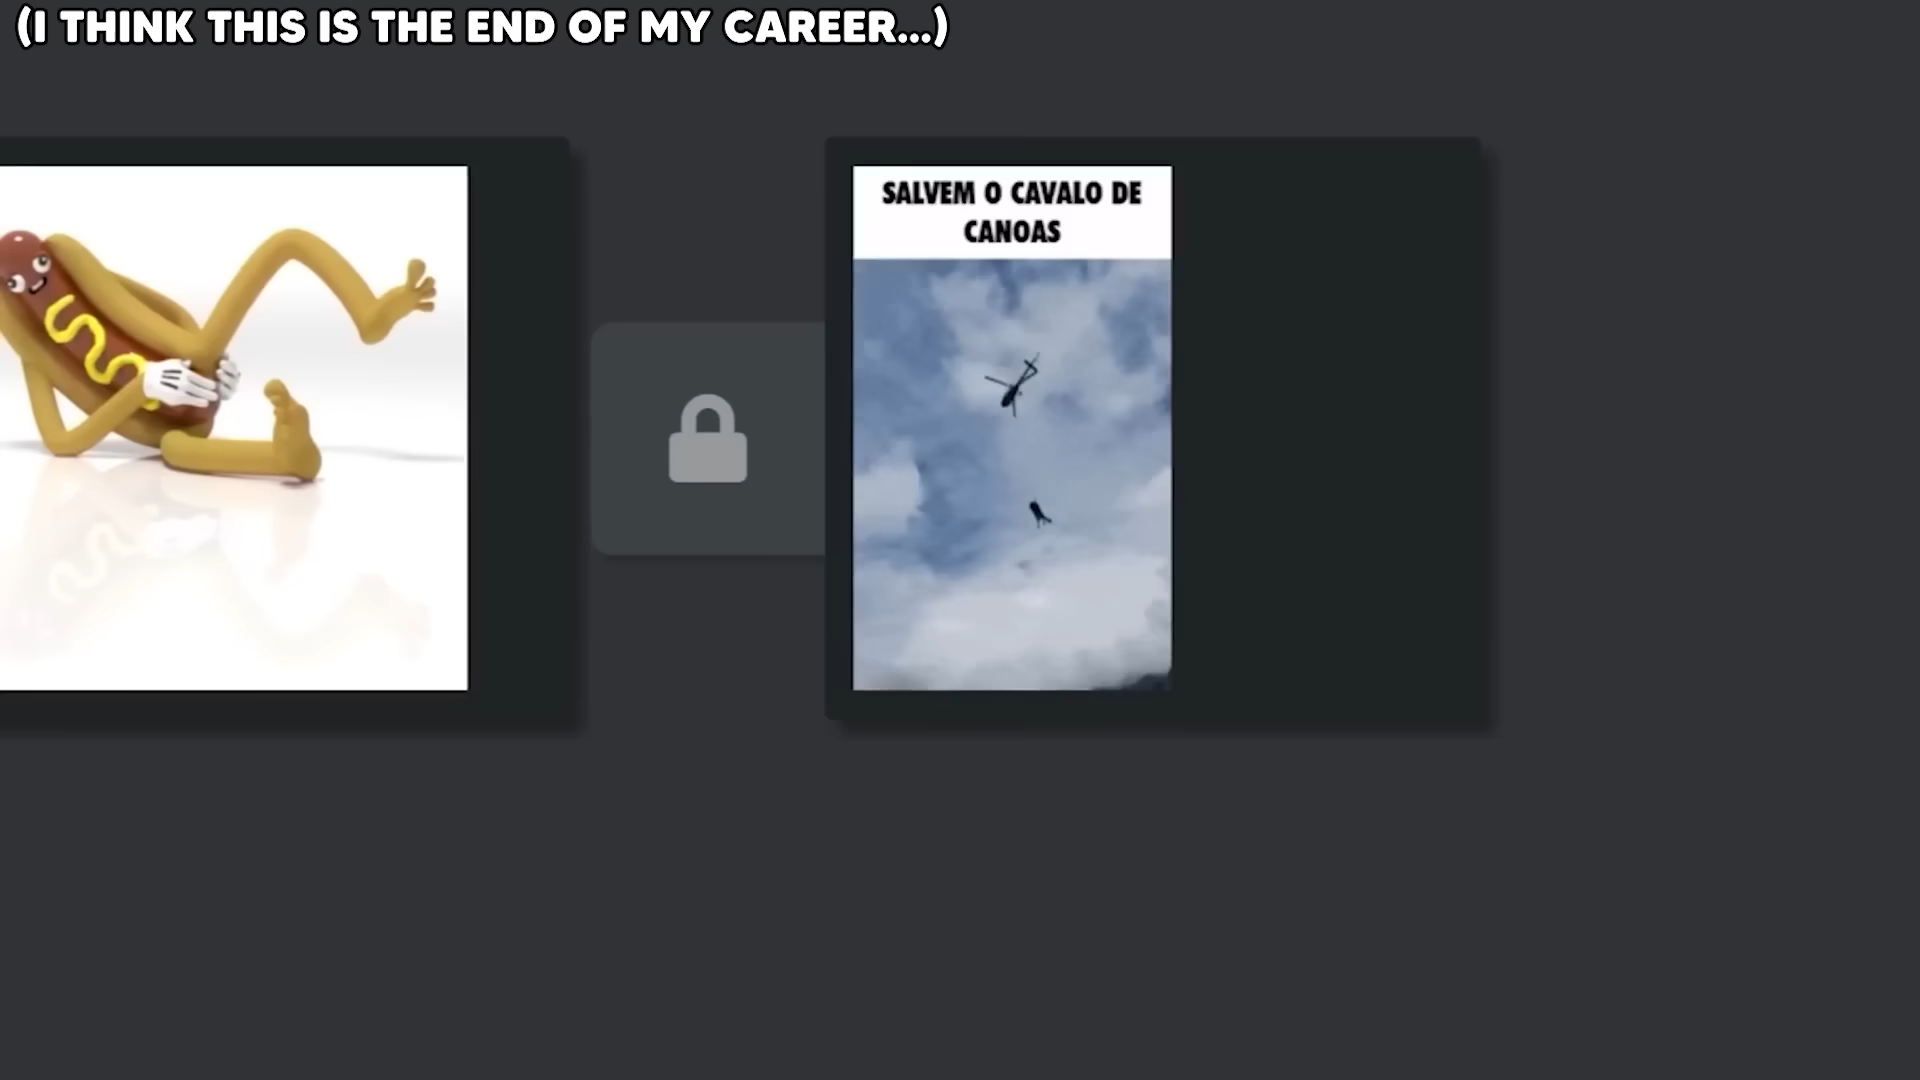 (I THINK THIS IS THE END OF MY CAREER...)
SALVEM O CAVALO DE
CANOAS